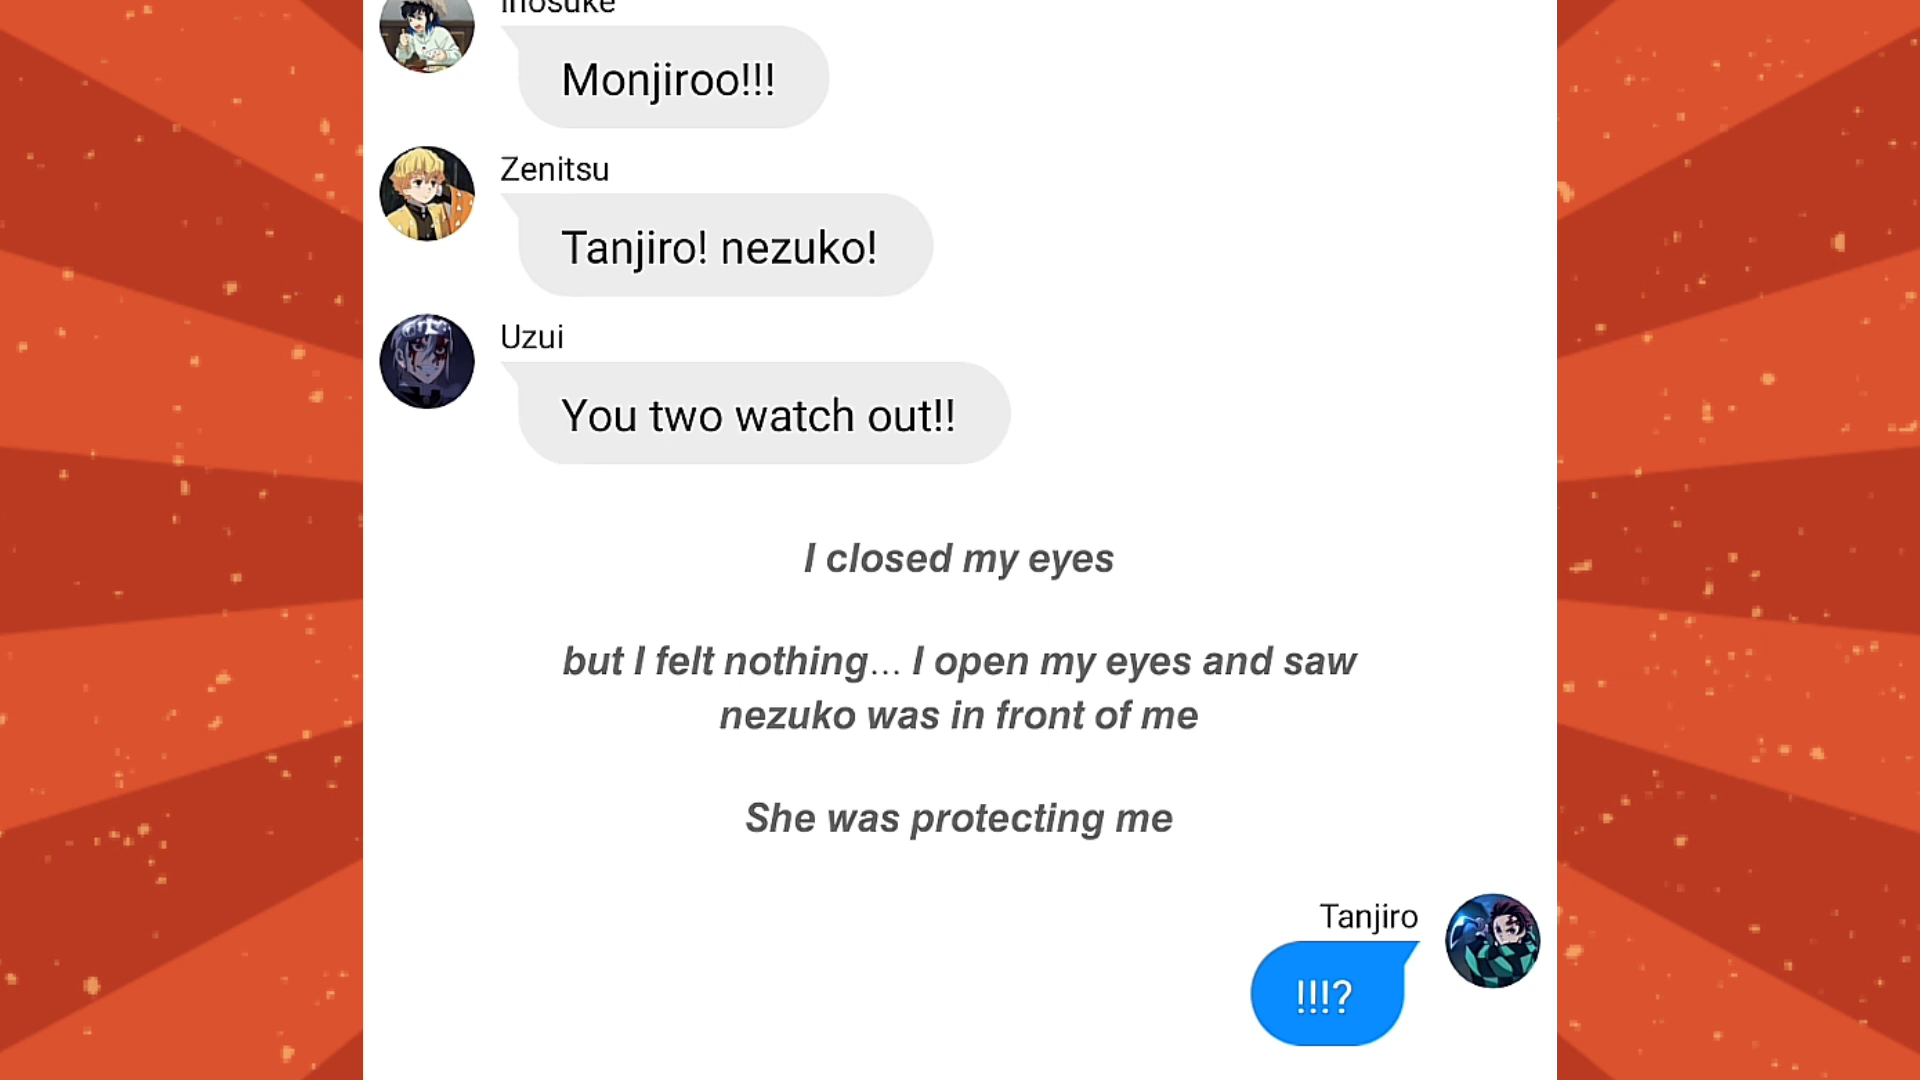 Inosuke
Monjiroo!!!
Zenitsu
Tanjiro! nezuko!
Uzui
You two watch out!!
I closed my eyes
but I felt nothing... I open my eyes and saw
nezuko was in front of me
She was protecting me
Tanjiro
!!!?